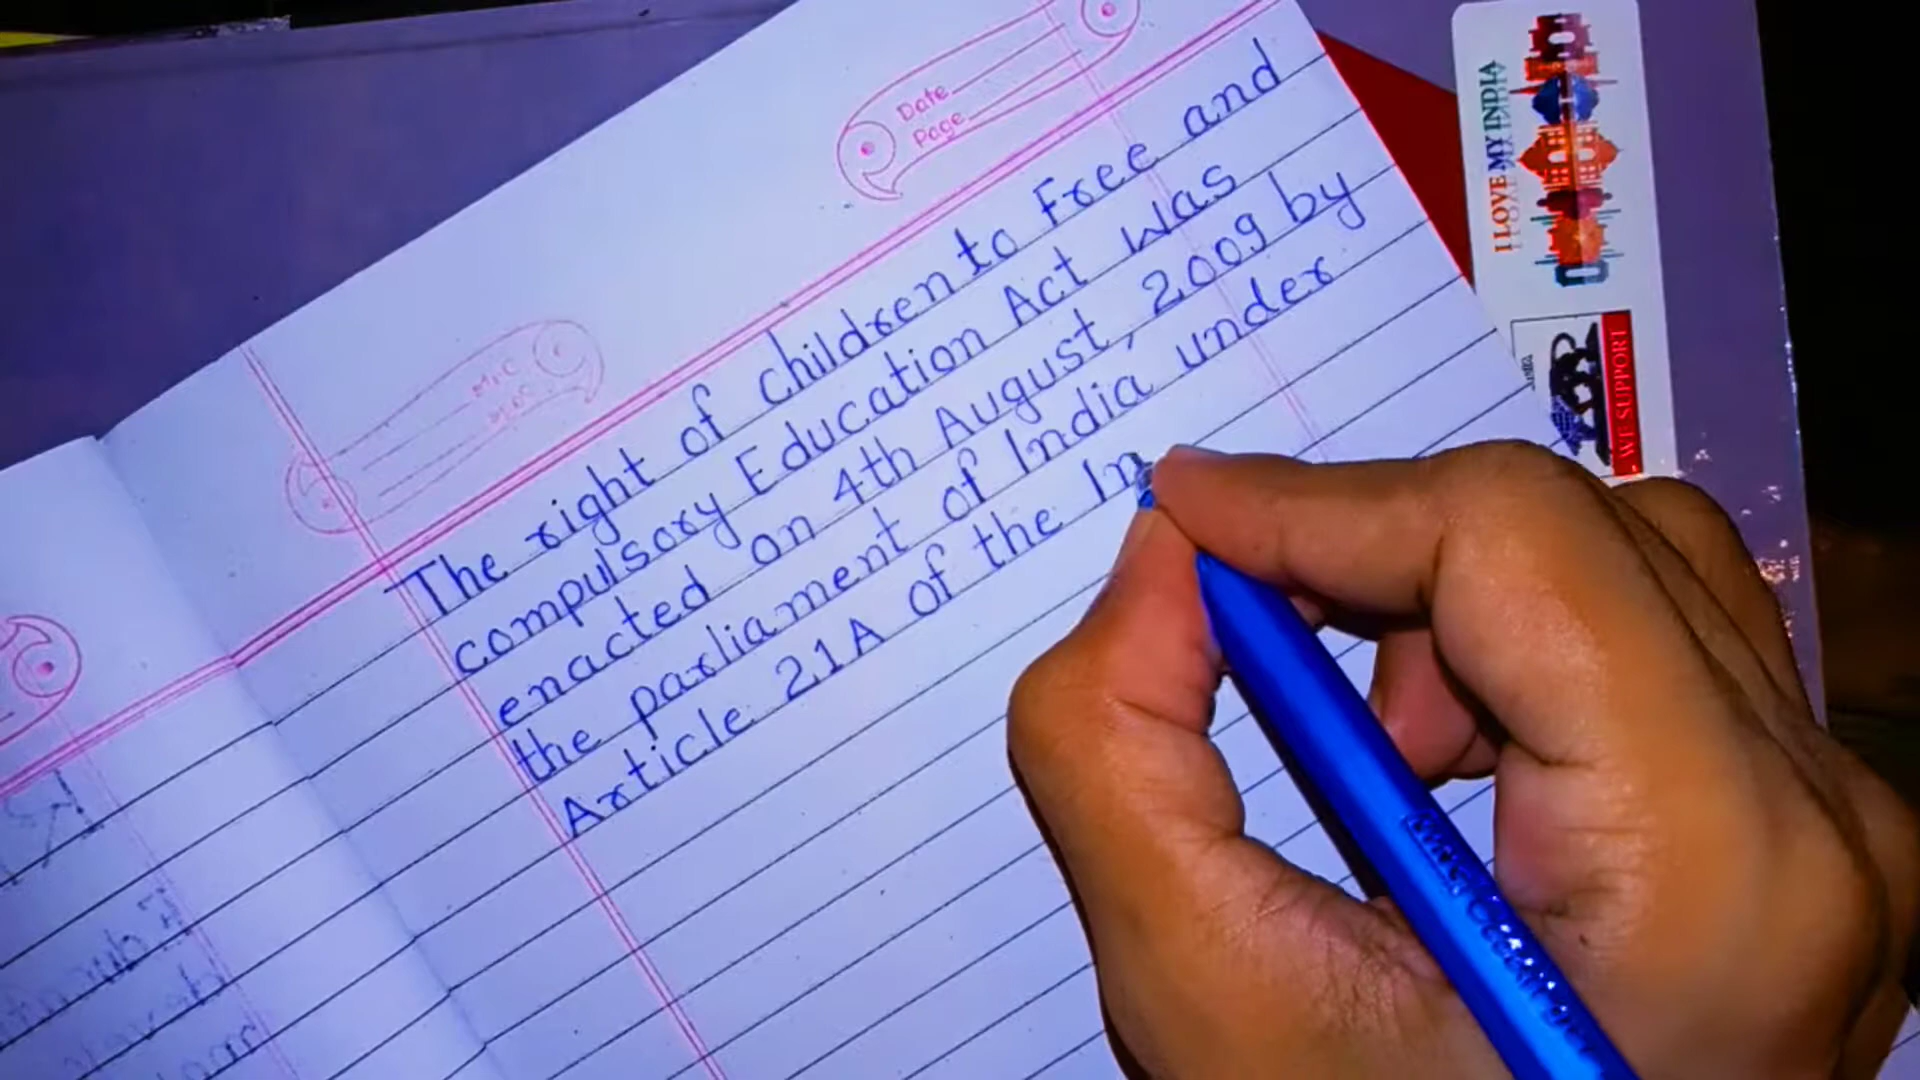 Date
Page
The right of children to Free and
compulsory Education Act Was
enacted on 4th August, 2009 by
the parliament of India under
Article 21A of the In
I LOVE MY INDIA
WE SUPPORT